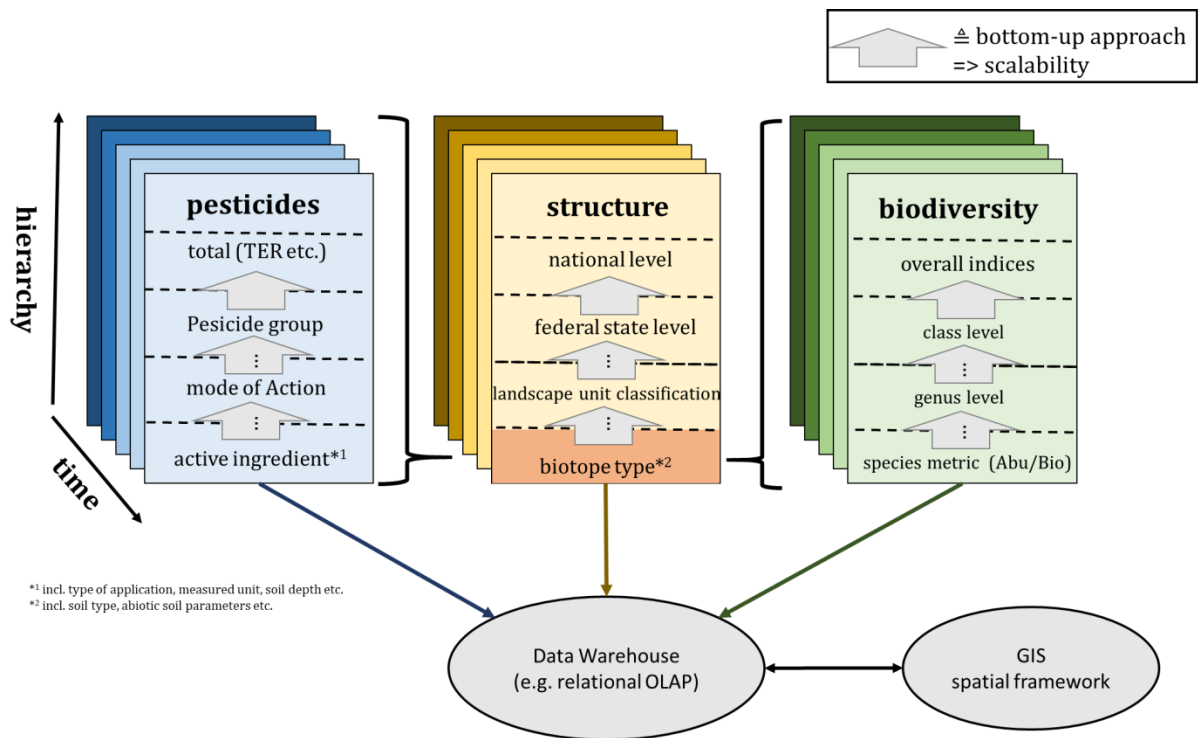 ≙ bottom-up approach
=> scalability
hierarchy
time
pesticides
total (TER etc.)
Pesicide group
⋮
mode of Action
⋮
active ingredient*1
structure
national level
federal state level
⋮
landscape unit classification
⋮
biotope type*2
biodiversity
overall indices
class level
⋮
genus level
⋮
species metric (Abu/Bio)
*1 incl. type of application, measured unit, soil depth etc.
*2 incl. soil type, abiotic soil parameters etc.
Data Warehouse
(e.g. relational OLAP)
GIS
spatial framework